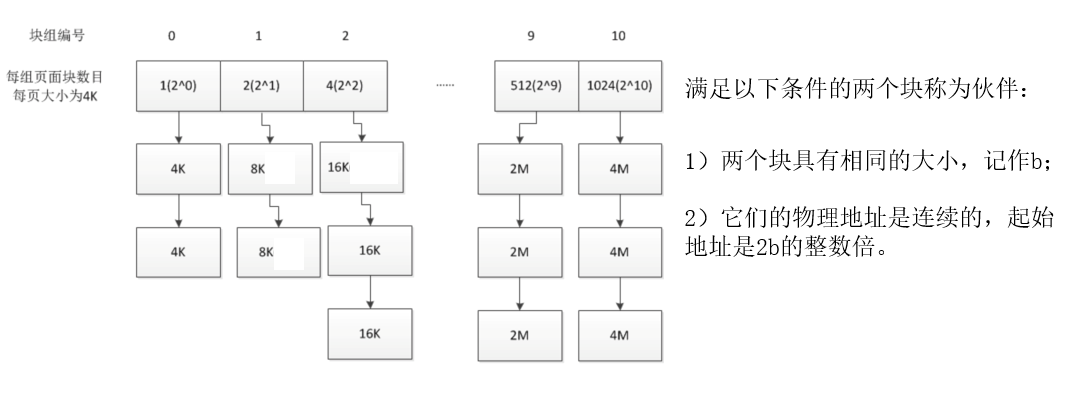 块组编号 0 1 2 9 10
每组页面块数目
每页大小为4K
1(2^0) 2(2^1) 4(2^2) ...... 512(2^9) 1024(2^10)
4K 8K 16K 2M 4M
4K 8K 16K 2M 4M
16K 2M 4M
满足以下条件的两个块称为伙伴：
1）两个块具有相同的大小，记作b；
2）它们的物理地址是连续的，起始
地址是2b的整数倍。